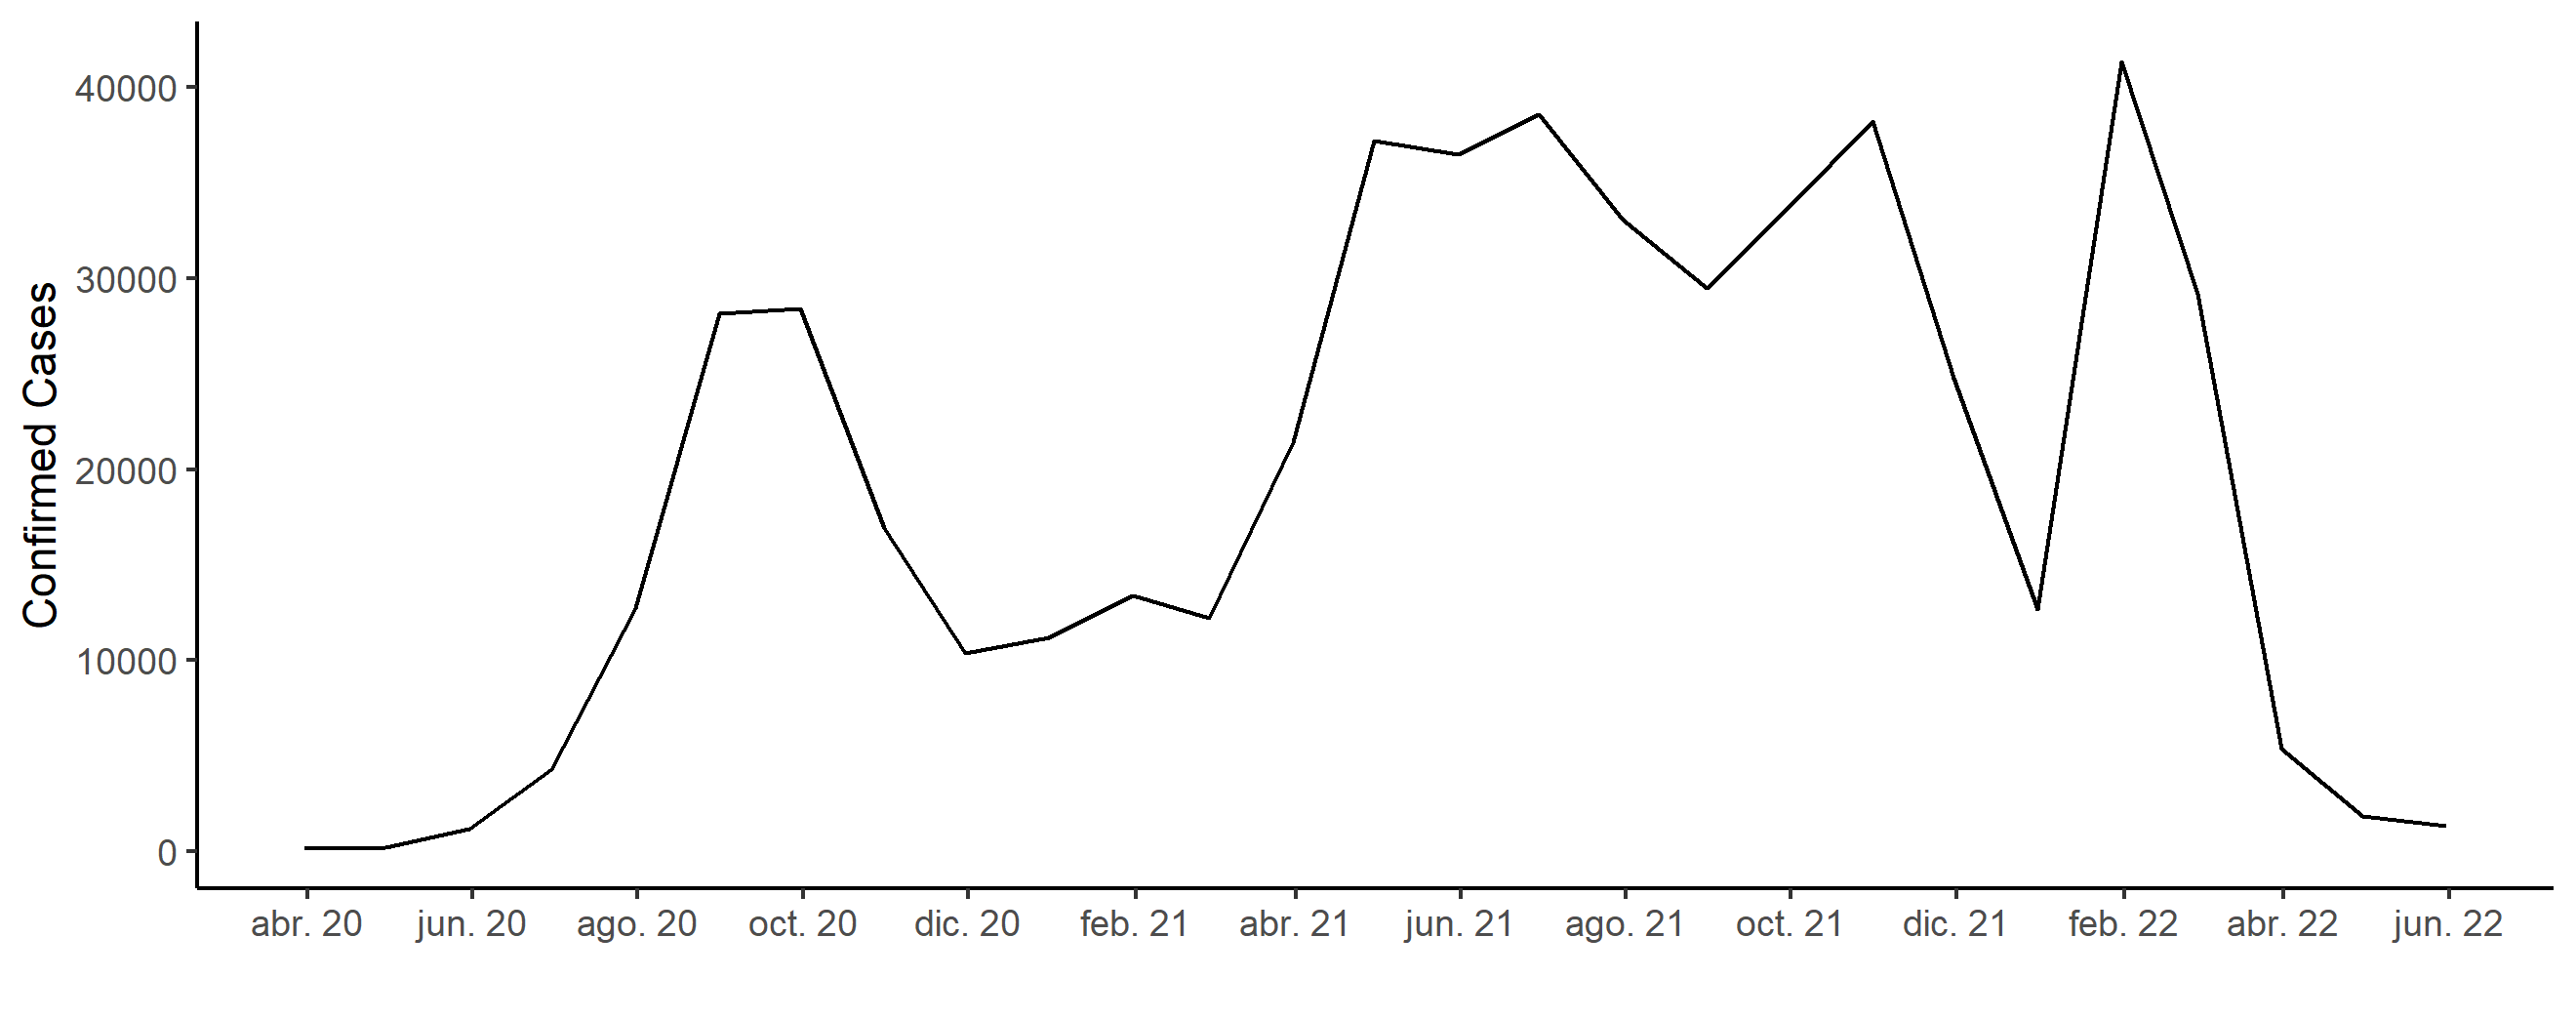 Confirmed Cases
40000
30000
20000
10000
0
abr. 20 jun. 20 ago. 20 oct. 20 dic. 20 feb. 21 abr. 21 jun. 21 ago. 21 oct. 21 dic. 21 feb. 22 abr. 22 jun. 22